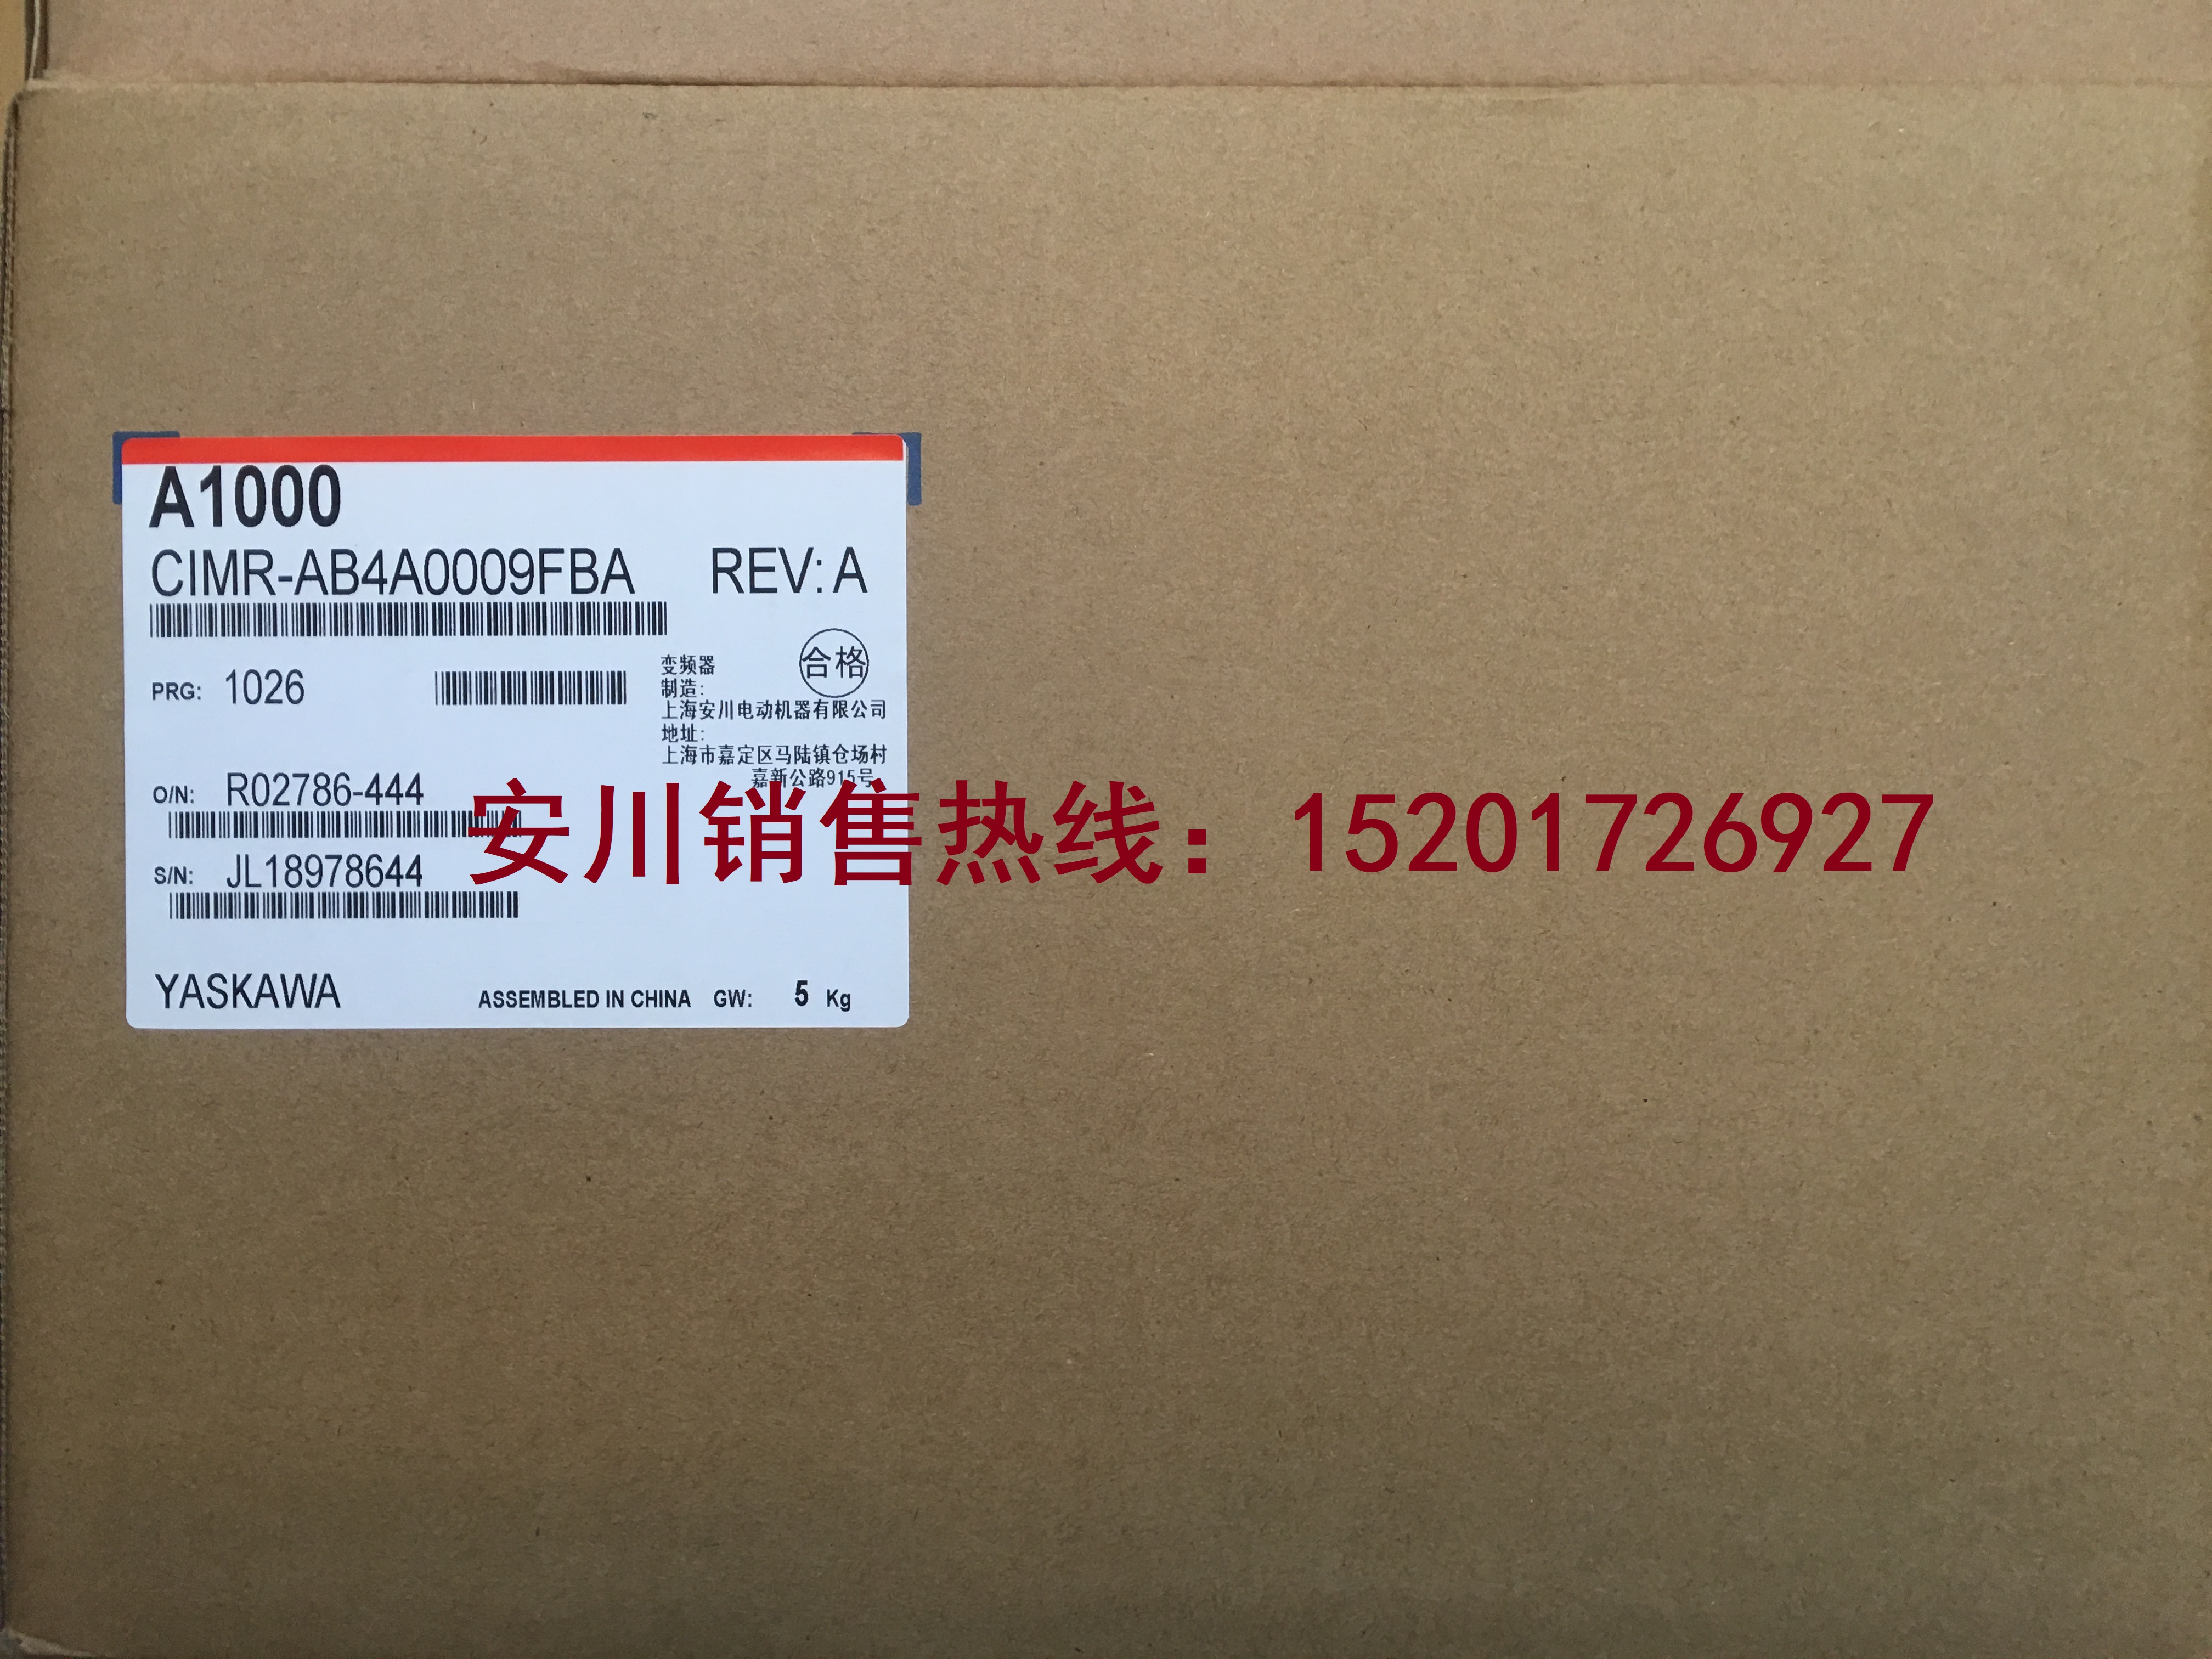 A1000
CIMR-AB4A0009FBA REV: A
PRG: 1026
变频器
合格
制造:
上海安川电动机器有限公司
地址:
上海市嘉定区马陆镇仓场村
嘉新公路915号
O/N: R02786-444
安川销售热线：15201726927
S/N: JL18978644
YASKAWA ASSEMBLED IN CHINA GW: 5 Kg